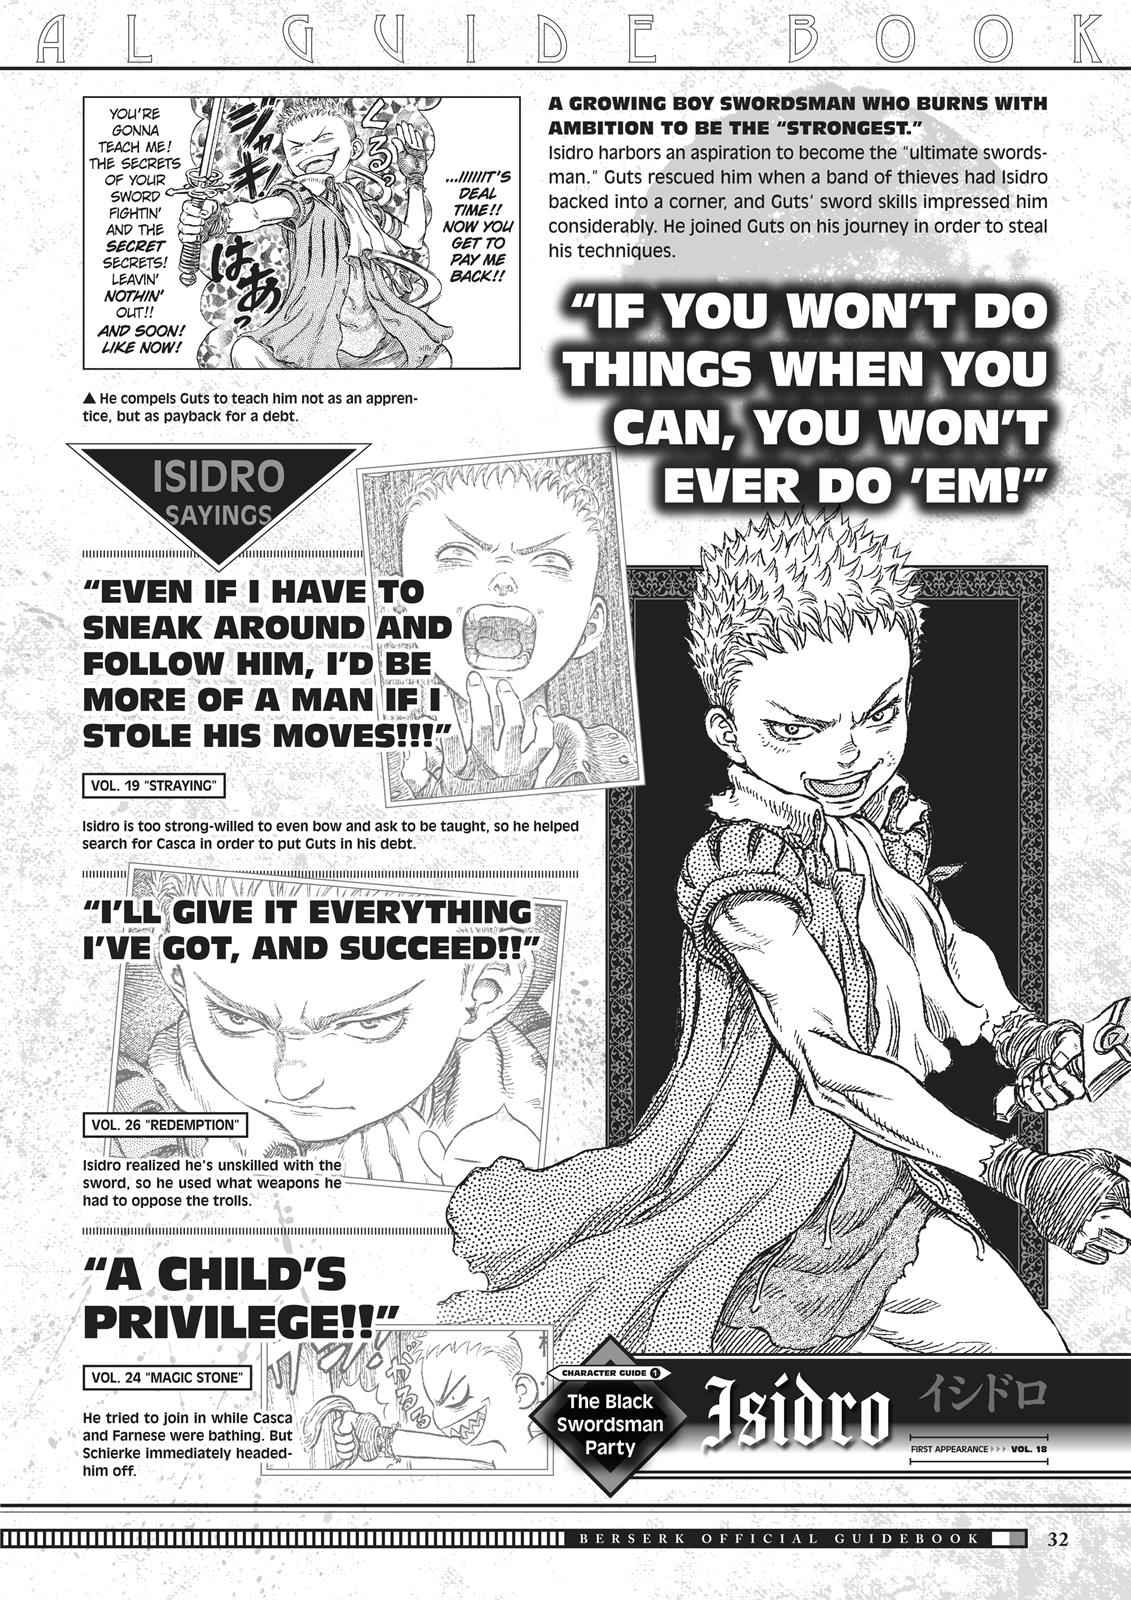 AL GUIDE BOOK
YOU'RE
GONNA
TEACH ME!
THE SECRETS
OF YOUR
SWORD
FIGHTIN'
AND THE
SECRET
SECRETS!
LEAVIN'
NOTHIN'
OUT!!
AND SOON!
LIKE NOW!
ジャキ!
くるっ
はあ?
...IIIIIIT'S
DEAL
TIME!!
NOW YOU
GET TO
PAY ME
BACK!!
▲ He compels Guts to teach him not as an appren-
tice, but as payback for a debt.
A GROWING BOY SWORDSMAN WHO BURNS WITH
AMBITION TO BE THE “STRONGEST.”
Isidro harbors an aspiration to become the "ultimate swords-
man." Guts rescued him when a band of thieves had Isidro
backed into a corner, and Guts' sword skills impressed him
considerably. He joined Guts on his journey in order to steal
his techniques.
“IF YOU WON'T DO
THINGS WHEN YOU
CAN, YOU WON'T
EVER DO 'EM!”
ISIDRO
SAYINGS
“EVEN IF I HAVE TO
SNEAK AROUND AND
FOLLOW HIM, I'D BE
MORE OF A MAN IF I
STOLE HIS MOVES!!!”
VOL. 19 "STRAYING"
Isidro is too strong-willed to even bow and ask to be taught, so he helped
search for Casca in order to put Guts in his debt.
“I'LL GIVE IT EVERYTHING
I'VE GOT, AND SUCCEED!!”
VOL. 26 "REDEMPTION"
Isidro realized he's unskilled with the
sword, so he used what weapons he
had to oppose the trolls.
“A CHILD'S
PRIVILEGE!!”
VOL. 24 "MAGIC STONE"
He tried to join in while Casca
and Farnese were bathing. But
Schierke immediately headed-
him off.
CHARACTER GUIDE 1
The Black
Swordsman
Party
Isidro イシドロ
FIRST APPEARANCE ▷▷▷ VOL. 18
BERSERK OFFICIAL GUIDEBOOK 32